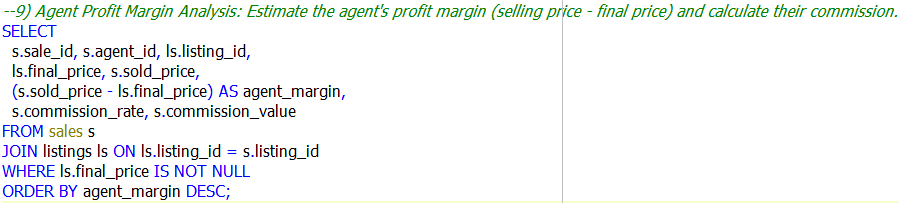 --9) Agent Profit Margin Analysis: Estimate the agent's profit margin (selling price - final price) and calculate their commission.
SELECT
s.sale_id, s.agent_id, ls.listing_id,
ls.final_price, s.sold_price,
(s.sold_price - ls.final_price) AS agent_margin,
s.commission_rate, s.commission_value
FROM sales s
JOIN listings ls ON ls.listing_id = s.listing_id
WHERE ls.final_price IS NOT NULL
ORDER BY agent_margin DESC;